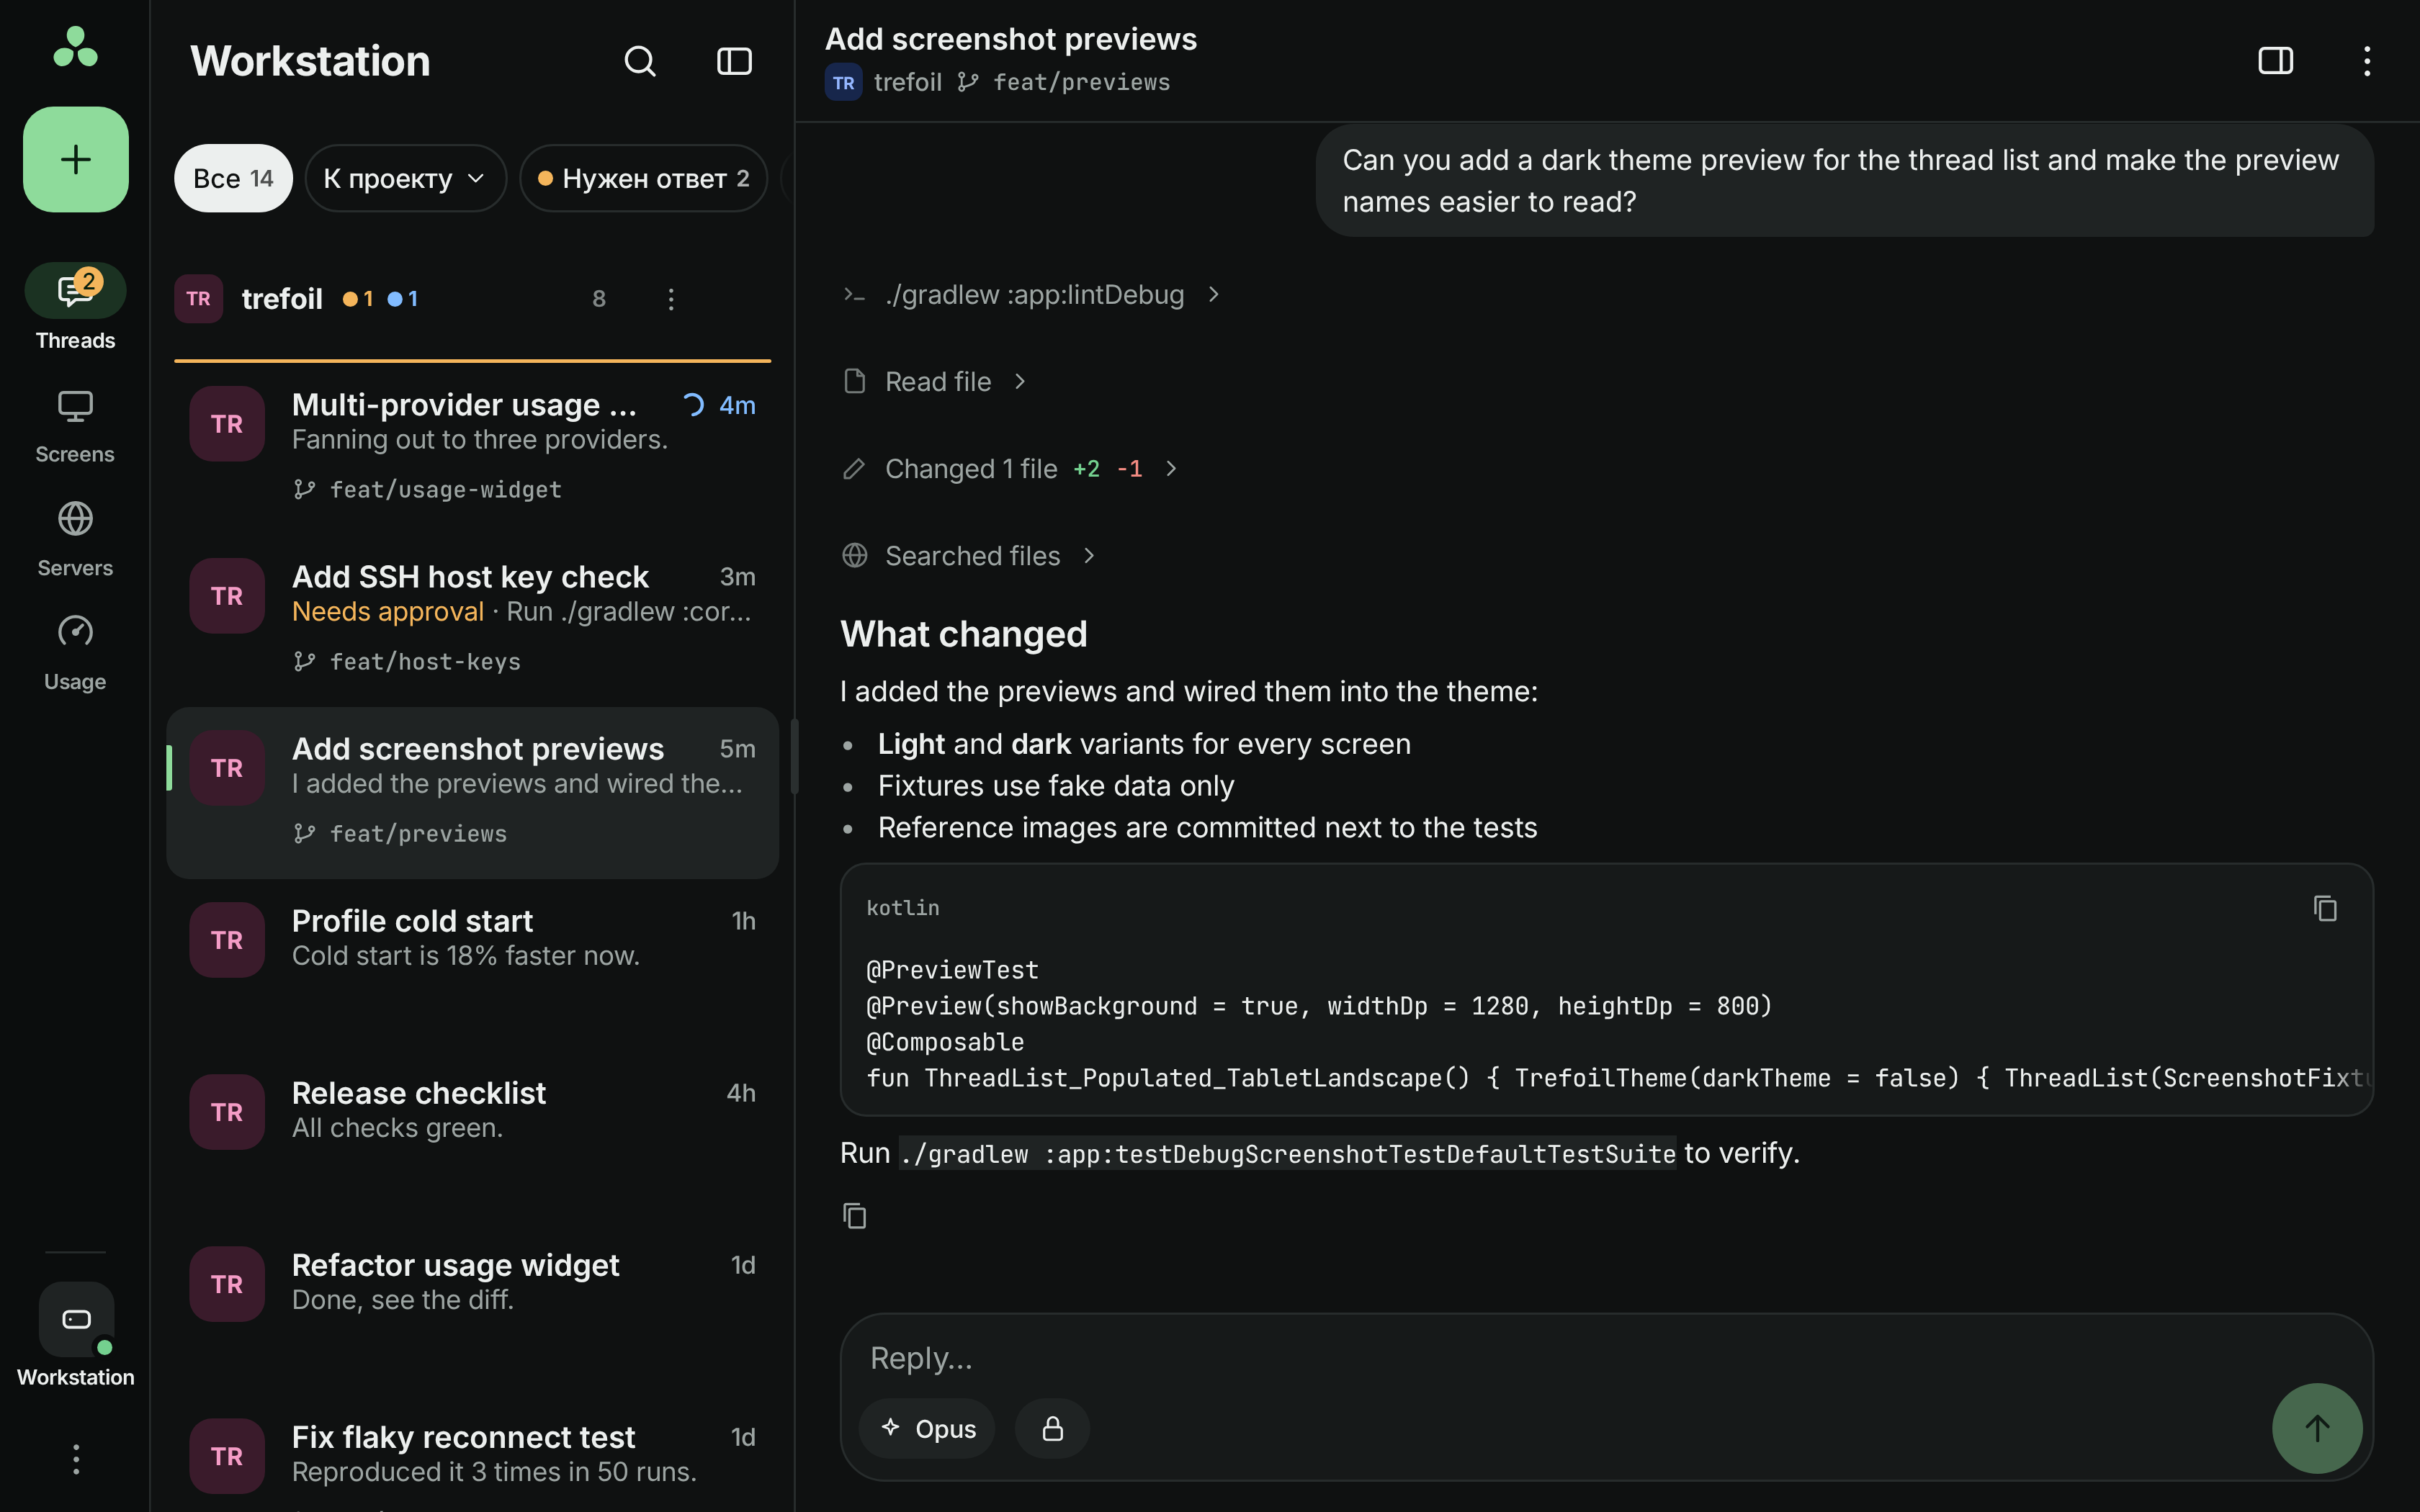 2
Threads
Screens
Servers
Usage
Workstation
Workstation
Все 14
К проекту
Нужен ответ 2
TR trefoil 1 1 8
TR
Multi-provider usage ... 4m
Fanning out to three providers.
feat/usage-widget
TR
Add SSH host key check 3m
Needs approval · Run ./gradlew :cor...
feat/host-keys
TR
Add screenshot previews 5m
I added the previews and wired the...
feat/previews
TR
Profile cold start 1h
Cold start is 18% faster now.
TR
Release checklist 4h
All checks green.
TR
Refactor usage widget 1d
Done, see the diff.
TR
Fix flaky reconnect test 1d
Reproduced it 3 times in 50 runs.
Add screenshot previews
TR trefoil feat/previews
Can you add a dark theme preview for the thread list and make the preview
names easier to read?
./gradlew :app:lintDebug
Read file
Changed 1 file +2 -1
Searched files
What changed
I added the previews and wired them into the theme:
• Light and dark variants for every screen
• Fixtures use fake data only
• Reference images are committed next to the tests
kotlin
@PreviewTest
@Preview(showBackground = true, widthDp = 1280, heightDp = 800)
@Composable
fun ThreadList_Populated_TabletLandscape() { TrefoilTheme(darkTheme = false) { ThreadList(ScreenshotFixt
Run ./gradlew :app:testDebugScreenshotTestDefaultTestSuite to verify.
Reply...
Opus